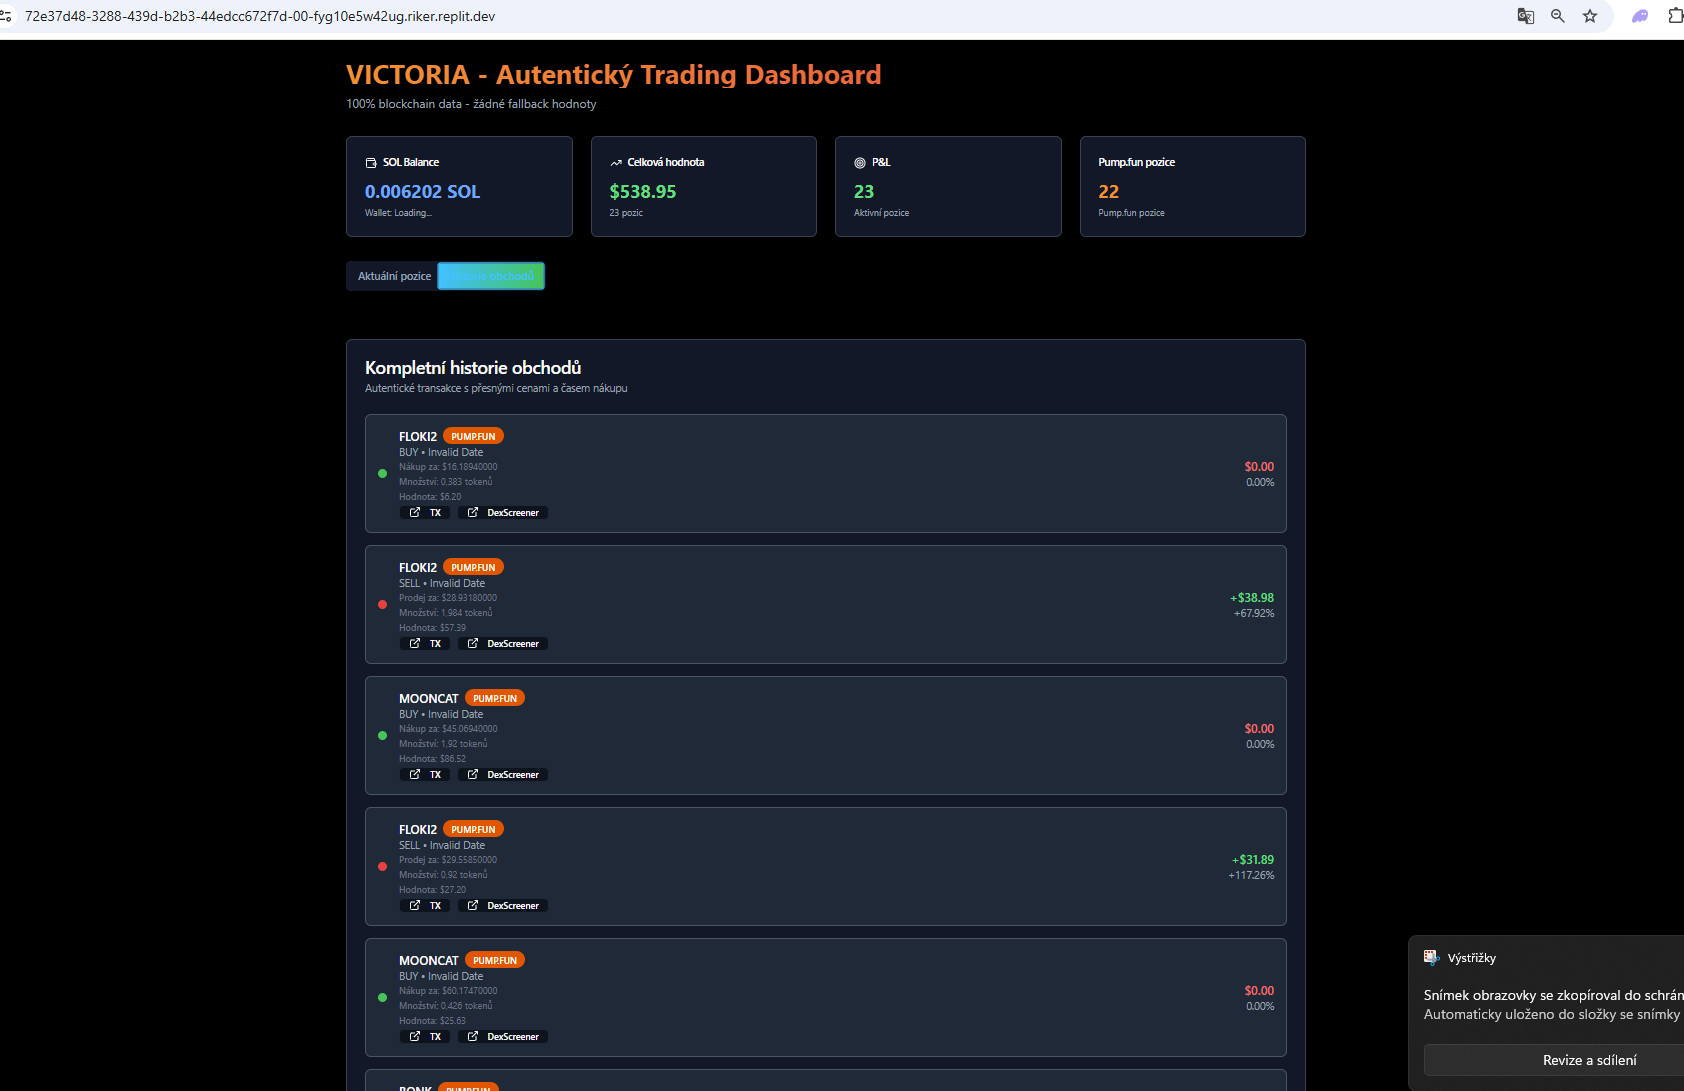 72e37d48-3288-439d-b2b3-44edcc672f7d-00-fyg10e5w42ug.riker.replit.dev
VICTORIA - Autentický Trading Dashboard
100% blockchain data - žádné fallback hodnoty
SOL Balance
0.006202 SOL
Wallet: Loading...
Celková hodnota
$538.95
23 pozic
P&L
23
Aktivní pozice
Pump.fun pozice
22
Pump.fun pozice
Aktuální pozice
Historie obchodů
Kompletní historie obchodů
Autentické transakce s přesnými cenami a časem nákupu
FLOKI2 PUMP.FUN
BUY • Invalid Date
Nákup za: $16.18940000
Množství: 0,383 tokenů
Hodnota: $6.20
TX DexScreener
$0.00
0.00%
FLOKI2 PUMP.FUN
SELL • Invalid Date
Prodej za: $28.93180000
Množství: 1,984 tokenů
Hodnota: $57.39
TX DexScreener
+$38.98
+67.92%
MOONCAT PUMP.FUN
BUY • Invalid Date
Nákup za: $45.06940000
Množství: 1,92 tokenů
Hodnota: $86.52
TX DexScreener
$0.00
0.00%
FLOKI2 PUMP.FUN
SELL • Invalid Date
Prodej za: $29.55850000
Množství: 0,92 tokenů
Hodnota: $27.20
TX DexScreener
+$31.89
+117.26%
MOONCAT PUMP.FUN
BUY • Invalid Date
Nákup za: $60.17470000
Množství: 0,426 tokenů
Hodnota: $25.63
TX DexScreener
$0.00
0.00%
BONK PUMP.FUN
Výstřižky
Snímek obrazovky se zkopíroval do schrán
Automaticky uloženo do složky se snímky
Revize a sdílení